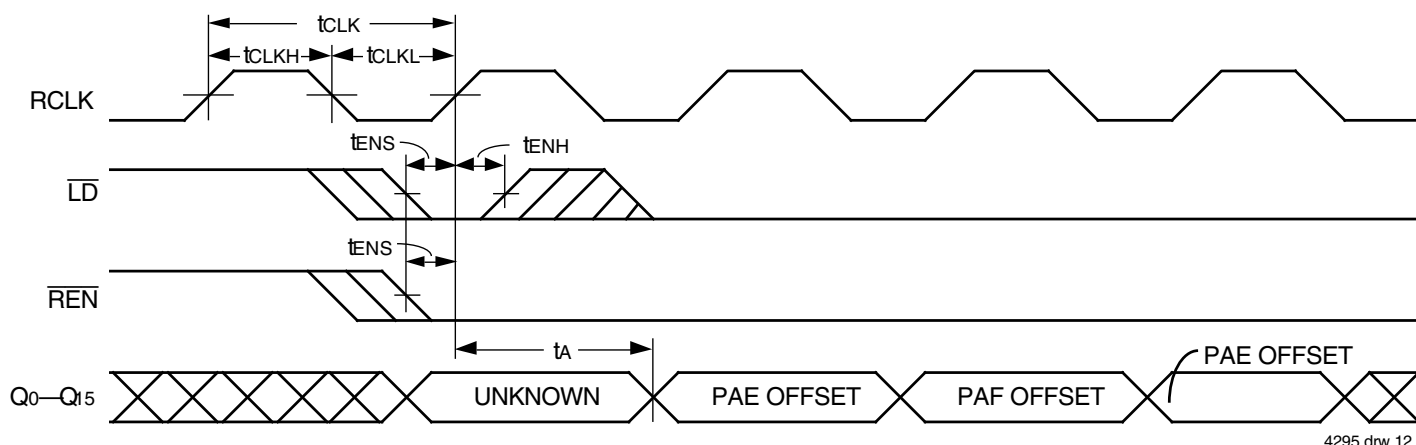 tCLK
tCLKH
tCLKL
RCLK
tENS
tENH
LD
tENS
REN
tA
PAE OFFSET
Q0—Q15
UNKNOWN
PAE OFFSET
PAF OFFSET
4295 drw 12